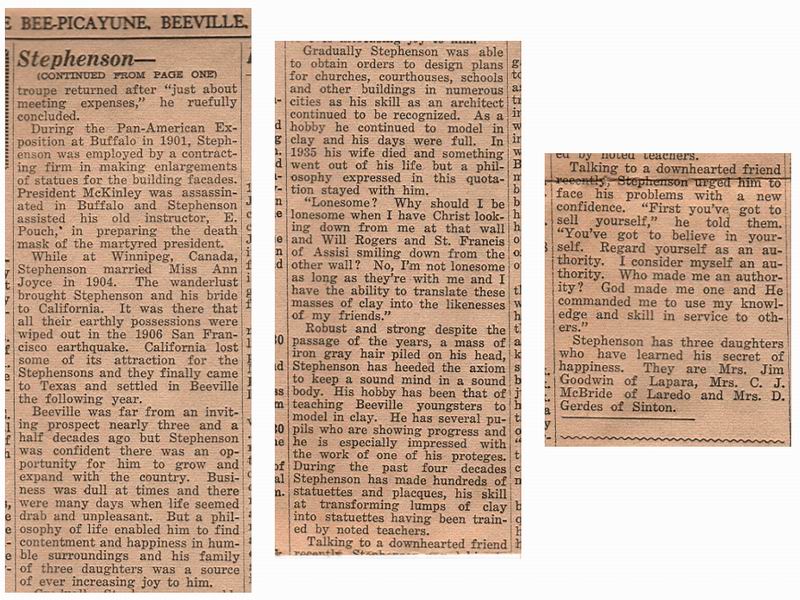 E BEE-PICAYUNE, BEEVILLE,
Stephenson—
(CONTINUED FROM PAGE ONE)
troupe returned after "just about
meeting expenses," he ruefully
concluded.
During the Pan-American Ex-
position at Buffalo in 1901, Steph-
enson was employed by a contract-
ing firm in making enlargements
of statues for the building facades.
President McKinley was assassin-
ated in Buffalo and Stephenson
assisted his old instructor, E.
Pouch, in preparing the death
mask of the martyred president.
While at Winnipeg, Canada,
Stephenson married Miss Ann
Joyce in 1904. The wanderlust
brought Stephenson and his bride
to California. It was there that
all their earthly possessions were
wiped out in the 1906 San Fran-
cisco earthquake. California lost
some of its attraction for the
Stephensons and they finally came
to Texas and settled in Beeville
the following year.
Beeville was far from an invit-
ing prospect nearly three and a
half decades ago but Stephenson
was confident there was an op-
portunity for him to grow and
expand with the country. Busi-
ness was dull at times and there
were many days when life seemed
drab and unpleasant. But a phil-
osophy of life enabled him to find
contentment and happiness in hum-
ble surroundings and his family
of three daughters was a source
of ever increasing joy to him.
Gradually Stephenson was able
to obtain orders to design plans
for churches, courthouses, schools
and other buildings in numerous
cities as his skill as an architect
continued to be recognized. As a
hobby he continued to model in
clay and his days were full. In
1935 his wife died and something
went out of his life but a phil-
osophy expressed in this quota-
tion stayed with him.
"Lonesome? Why should I be
lonesome when I have Christ look-
ing down from me at that wall
and Will Rogers and St. Francis
of Assisi smiling down from the
other wall? No, I'm not lonesome
as long as they're with me and I
have the ability to translate these
masses of clay into the likenesses
of my friends."
Robust and strong despite the
passage of the years, a mass of
iron gray hair piled on his head,
Stephenson has heeded the axiom
to keep a sound mind in a sound
body. His hobby has been that of
teaching Beeville youngsters to
model in clay. He has several pu-
pils who are showing progress and
he is especially impressed with
the work of one of his proteges.
During the past four decades
Stephenson has made hundreds of
statuettes and placques, his skill
at transforming lumps of clay
into statuettes having been train-
ed by noted teachers.
Talking to a downhearted friend
ed by noted teachers.
Talking to a downhearted friend
recently, Stephenson urged him to
face his problems with a new
confidence. "First you've got to
sell yourself," he told them.
"You've got to believe in your-
self. Regard yourself as an au-
thority. I consider myself an au-
thority. Who made me an author-
ity? God made me one and He
commanded me to use my knowl-
edge and skill in service to oth-
ers."
Stephenson has three daughters
who have learned his secret of
happiness. They are Mrs. Jim
Goodwin of Lapara, Mrs. C. J.
McBride of Laredo and Mrs. D.
Gerdes of Sinton.